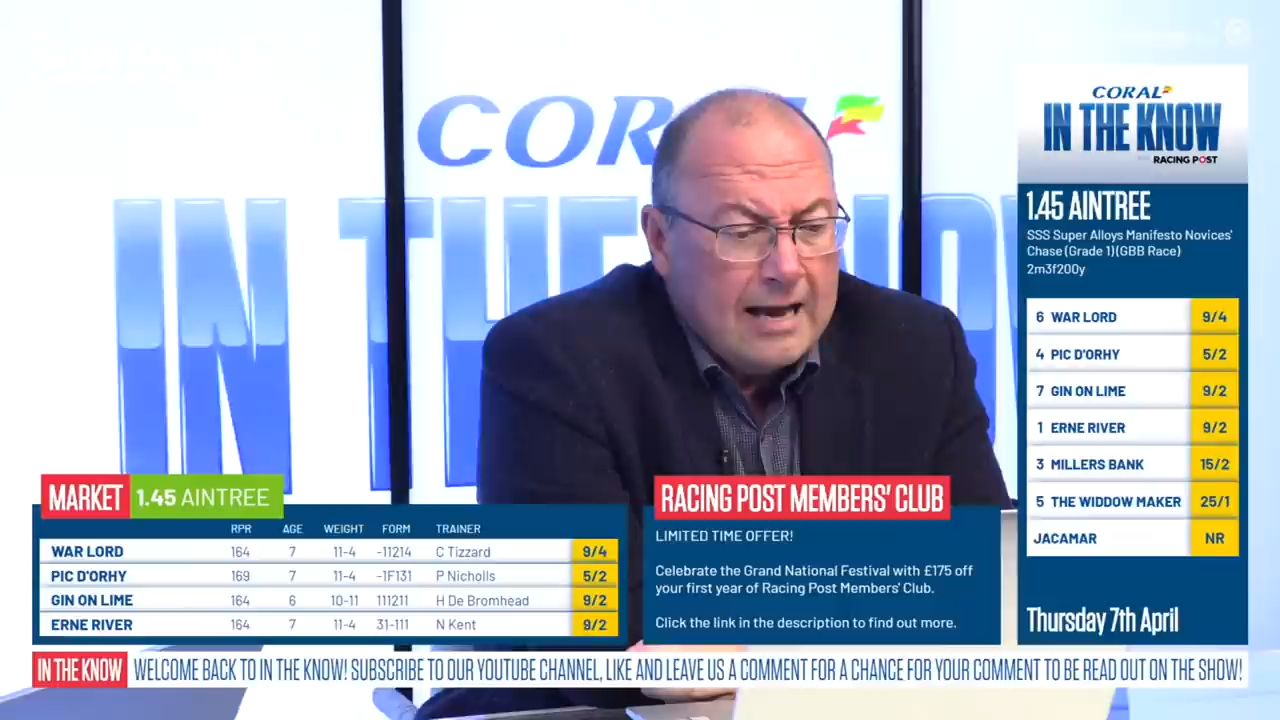 CORAL
IN THE KNOW
CORAL
IN THE KNOW
RACING POST
1.45 AINTREE
SSS Super Alloys Manifesto Novices'
Chase (Grade 1) (GBB Race)
2m3f200y
6 WAR LORD 9/4
4 PIC D'ORHY 5/2
7 GIN ON LIME 9/2
1 ERNE RIVER 9/2
3 MILLERS BANK 15/2
5 THE WIDDOW MAKER 25/1
JACAMAR NR
Thursday 7th April
MARKET 1.45 AINTREE
RPR AGE WEIGHT FORM TRAINER
WAR LORD 164 7 11-4 -11214 C Tizzard 9/4
PIC D'ORHY 169 7 11-4 -1F131 P Nicholls 5/2
GIN ON LIME 164 6 10-11 111211 H De Bromhead 9/2
ERNE RIVER 164 7 11-4 31-111 N Kent 9/2
RACING POST MEMBERS' CLUB
LIMITED TIME OFFER!
Celebrate the Grand National Festival with £175 off
your first year of Racing Post Members' Club.
Click the link in the description to find out more.
IN THE KNOW WELCOME BACK TO IN THE KNOW! SUBSCRIBE TO OUR YOUTUBE CHANNEL, LIKE AND LEAVE US A COMMENT FOR A CHANCE FOR YOUR COMMENT TO BE READ OUT ON THE SHOW!